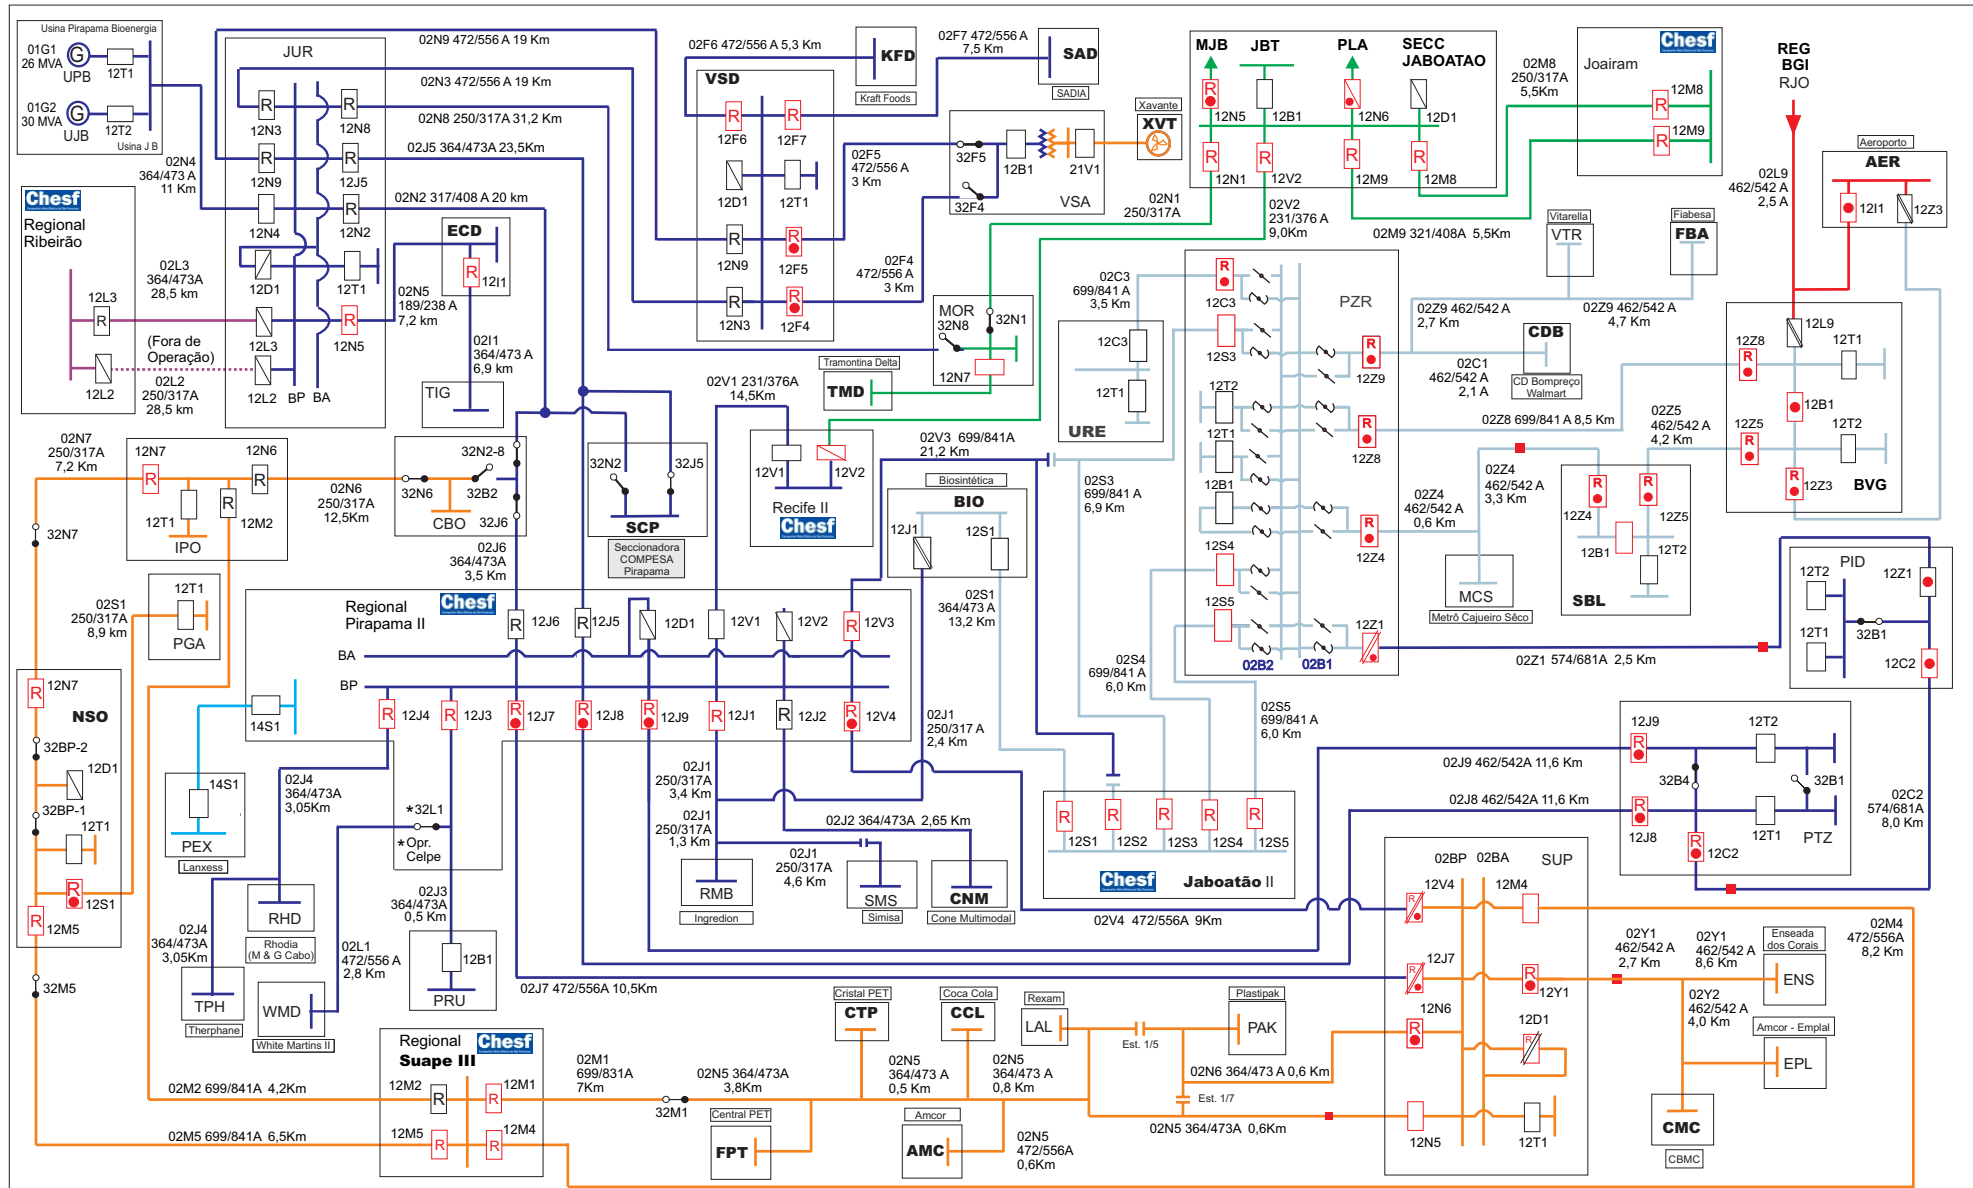 Usina Pirapama Bioenergia
01G1
26 MVA
G
UPB
12T1
01G2
30 MVA
G
UJB
12T2
Usina J B
02N4
364/473 A
11 Km
JUR
R
12N3
R
12N8
R
12N9
R
12J5
12N4
R
12N2
12D1
12T1
12L3
R
12N5
12L2
BP
BA
02N9 472/556 A 19 Km
02N3 472/556 A 19 Km
02N8 250/317A 31,2 Km
02J5 364/473A 23,5Km
02N2 317/408 A 20 km
Chesf
Regional
Ribeirão
12L3
R
12L2
02L3
364/473A
28,5 km
(Fora de
Operação)
02L2
250/317A
28,5 km
02N5
189/238 A
7,2 km
ECD
R
12I1
02I1
364/473 A
6,9 km
TIG
02F6 472/556 A 5,3 Km
KFD
Kraft Foods
02F7 472/556 A
7,5 Km
SAD
SADIA
VSD
R
12F6
R
12F7
12D1
12T1
R
12N9
R
12F5
R
12N3
R
12F4
02F5
472/556 A
3 Km
02F4
472/556 A
3 Km
32F5
32F4
12B1
21V1
VSA
Xavante
XVT
MJB
JBT
PLA
SECC
JABOATAO
R
12N5
12B1
12N6
12D1
R
12N1
R
12V2
R
12M9
R
12M8
02M8
250/317A
5,5Km
Chesf
Joairam
R
12M8
R
12M9
02N1
250/317A
02V2
231/376 A
9,0Km
02M9 321/408A 5,5Km
REG
BGI
RJO
02L9
462/542 A
2,5 A
Aeroporto
AER
12I1
12Z3
MOR
32N8
32N1
12N7
Tramontina Delta
TMD
02V1 231/376A
14,5Km
12V1
12V2
Recife II
Chesf
02V3 699/841A
21,2 Km
02C3
699/841 A
3,5 Km
URE
12C3
12T1
PZR
R
12C3
12S3
12T2
12T1
12B1
12S4
12S5
R
12Z9
R
12Z8
R
12Z4
12Z1
02B2
02B1
Vitarella
VTR
Fiabesa
FBA
02Z9 462/542 A
2,7 Km
02Z9 462/542 A
4,7 Km
02C1
462/542 A
2,1 A
CDB
CD Bompreço
Walmart
02Z8 699/841 A 8,5 Km
02Z5
462/542 A
4,2 Km
02Z4
462/542 A
3,3 Km
02Z4
462/542 A
0,6 Km
MCS
Metrô Cajueiro Sêco
R
12Z4
R
12Z5
12B1
12T2
SBL
12L9
R
12Z8
12T1
12B1
R
12Z5
12T2
R
12Z3
BVG
02N7
250/317A
7,2 Km
12N7
R
12N6
R
R
12M2
12T1
IPO
02N6
250/317A
12,5Km
32N7
32N2-8
32N6
32B2
CBO
32J6
02J6
364/473A
3,5 Km
32N2
32J5
SCP
Seccionadora
COMPESA
Pirapama
Biosintética
BIO
12J1
12S1
02S1
364/473 A
13,2 Km
02S3
699/841 A
6,9 Km
02S4
699/841 A
6,0 Km
02S5
699/841 A
6,0 Km
02Z1 574/681A 2,5 Km
PID
12T2
12Z1
12T1
32B1
12C2
02S1
250/317A
8,9 km
12T1
PGA
Regional
Pirapama II
Chesf
R
12J6
R
12J5
12D1
12V1
12V2
R
12V3
BA
BP
R
12J4
R
12J3
R
12J7
R
12J8
R
12J9
R
12J1
R
12J2
R
12V4
14S1
R
12N7
NSO
32BP-2
12D1
32BP-1
12T1
R
12S1
R
12M5
32M5
14S1
PEX
Lanxess
02J4
364/473A
3,05Km
*32L1
*Opr.
Celpe
02J3
364/473A
0,5 Km
RHD
Rhodia
(M & G Cabo)
02J4
364/473A
3,05Km
TPH
Therphane
02L1
472/556 A
2,8 Km
WMD
White Martins II
12B1
PRU
02J1
250/317A
3,4 Km
02J1
250/317A
1,3 Km
RMB
Ingredion
02J1
250/317 A
2,4 Km
02J2 364/473A 2,65 Km
02J1
250/317A
4,6 Km
SMS
Simisa
CNM
Cone Multimodal
R
12S1
R
12S2
R
12S3
R
12S4
R
12S5
Chesf
Jaboatão II
02J9 462/542A 11,6 Km
02J8 462/542A 11,6 Km
R
12J9
12T2
32B4
32B1
R
12J8
12T1
R
12C2
PTZ
02C2
574/681A
8,0 Km
02V4 472/556A 9Km
02J7 472/556A 10,5Km
02BP
02BA
SUP
12V4
R
12M4
12J7
R
R
12Y1
12N6
R
12D1
R
R
12N5
12T1
02Y1
462/542 A
2,7 Km
02Y1
462/542 A
8,6 Km
02M4
472/556A
8,2 Km
Enseada
dos Corais
ENS
02Y2
462/542 A
4,0 Km
Amcor - Emplal
EPL
CMC
CBMC
Regional
Suape III
Chesf
12M2
R
R
12M1
12M5
R
R
12M4
02M2 699/841A 4,2Km
02M5 699/841A 6,5Km
02M1
699/831A
7Km
32M1
02N5 364/473A
3,8Km
Central PET
FPT
Cristal PET
CTP
02N5
364/473 A
0,5 Km
Coca Cola
CCL
02N5
364/473 A
0,8 Km
Amcor
AMC
02N5
472/556A
0,6Km
Rexam
LAL
Est. 1/5
Plastipak
PAK
02N6 364/473 A 0,6 Km
Est. 1/7
02N5 364/473A 0,6Km